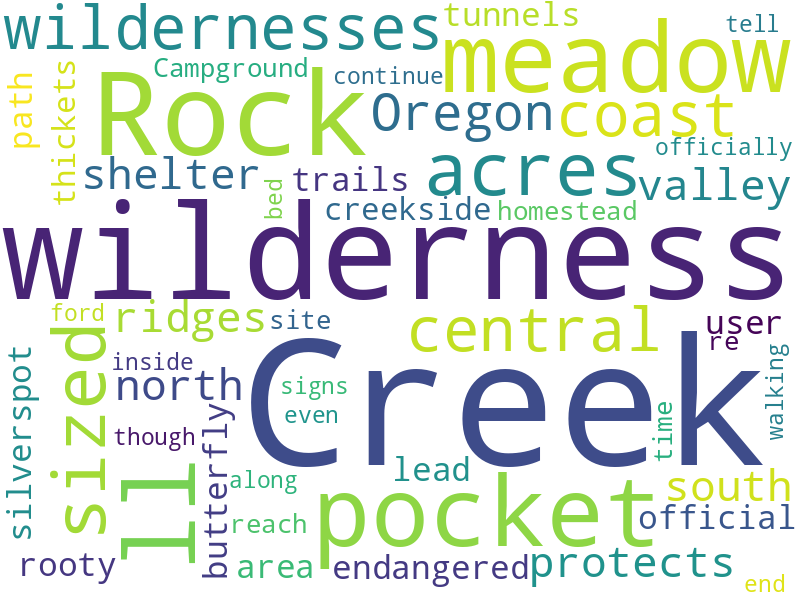 wildernesses
tunnels
tell
meadow
Campground
continue
Rock
path
thickets
Oregon
coast
officially
shelter
trails
acres
valley
bed
creekside
homestead
wilderness
ford
ridges
site
central
user
re
sized
inside
north
Creek
signs
even
silverspot
though
butterfly
time
walking
ll
along
lead
pocket
south
reach
official
rooty
area
endangered
protects
end